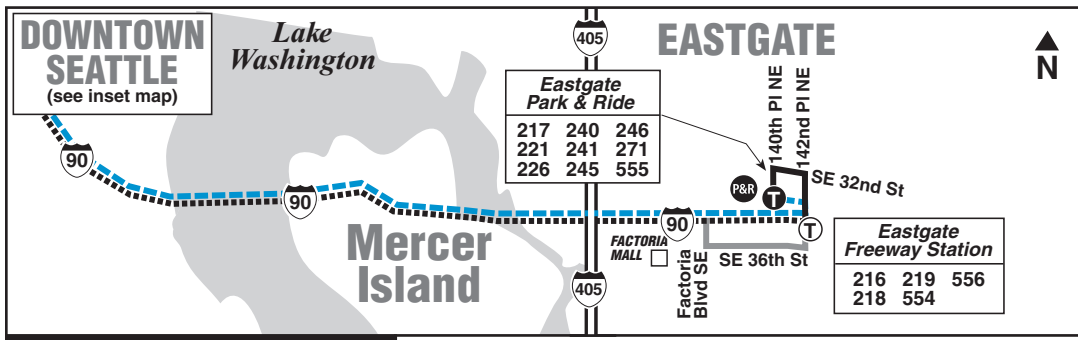 DOWNTOWN
SEATTLE
(see inset map)
Lake
Washington
405
EASTGATE
N
Eastgate
Park & Ride
217 240 246
221 241 271
226 245 555
140th Pl NE
142nd Pl NE
SE 32nd St
P&R
T
90
90
90
T
Mercer
Island
FACTORIA
MALL
Factoria
Blvd SE
SE 36th St
405
Eastgate
Freeway Station
216 219 556
218 554